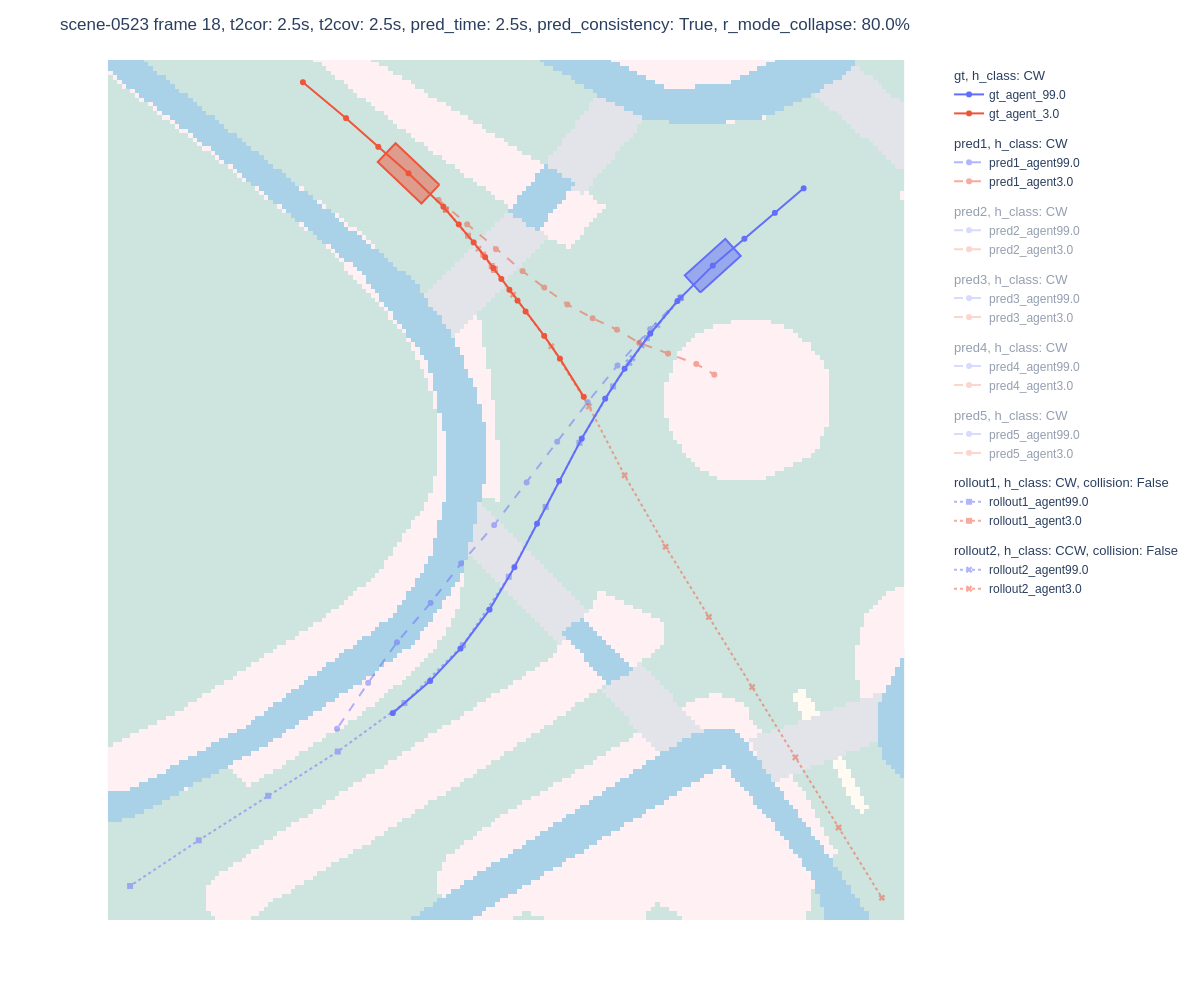 scene-0523 frame 18, t2cor: 2.5s, t2cov: 2.5s, pred_time: 2.5s, pred_consistency: True, r_mode_collapse: 80.0%
gt, h_class: CW
gt_agent_99.0
gt_agent_3.0
pred1, h_class: CW
pred1_agent99.0
pred1_agent3.0
pred2, h_class: CW
pred2_agent99.0
pred2_agent3.0
pred3, h_class: CW
pred3_agent99.0
pred3_agent3.0
pred4, h_class: CW
pred4_agent99.0
pred4_agent3.0
pred5, h_class: CW
pred5_agent99.0
pred5_agent3.0
rollout1, h_class: CW, collision: False
rollout1_agent99.0
rollout1_agent3.0
rollout2, h_class: CCW, collision: False
rollout2_agent99.0
rollout2_agent3.0